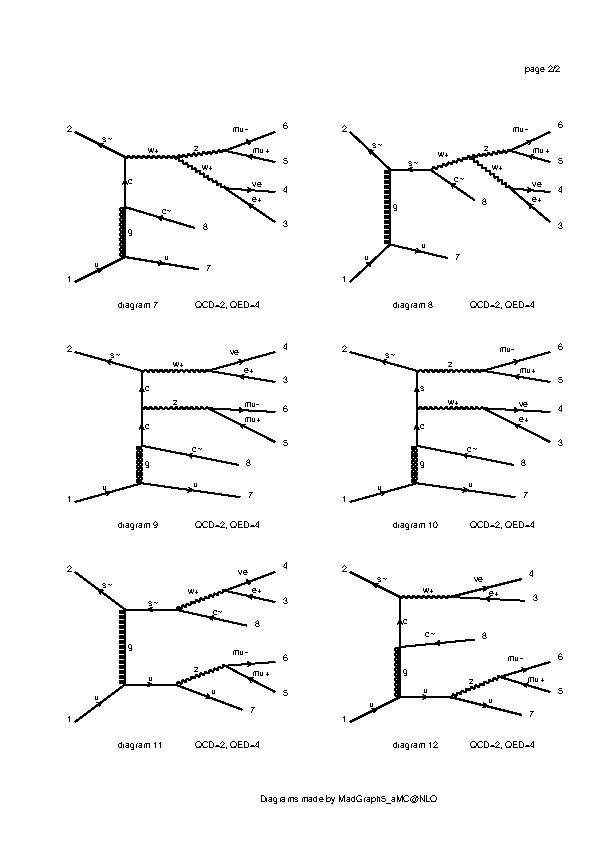 page 2/2
2 s~ w+ z mu- 6
mu+ 5
w+ ve 4
e+ 3
c
c~ 8
g
1 u u 7
diagram 7 QCD=2, QED=4
2 s~ s~ w+ z mu- 6
mu+ 5
w+ ve 4
e+ 3
c~ 8
g
1 u u 7
diagram 8 QCD=2, QED=4
2 s~ w+ ve 4
e+ 3
c
z mu- 6
mu+ 5
c
c~ 8
g
1 u u 7
diagram 9 QCD=2, QED=4
2 s~ z mu- 6
mu+ 5
s
w+ ve 4
e+ 3
c
c~ 8
g
1 u u 7
diagram 10 QCD=2, QED=4
2 s~ s~ w+ ve 4
e+ 3
c~ 8
g
z mu- 6
mu+ 5
1 u u u 7
diagram 11 QCD=2, QED=4
2 s~ w+ ve 4
e+ 3
c
c~ 8
g
z mu- 6
mu+ 5
1 u u u 7
diagram 12 QCD=2, QED=4
Diagrams made by MadGraph5_aMC@NLO